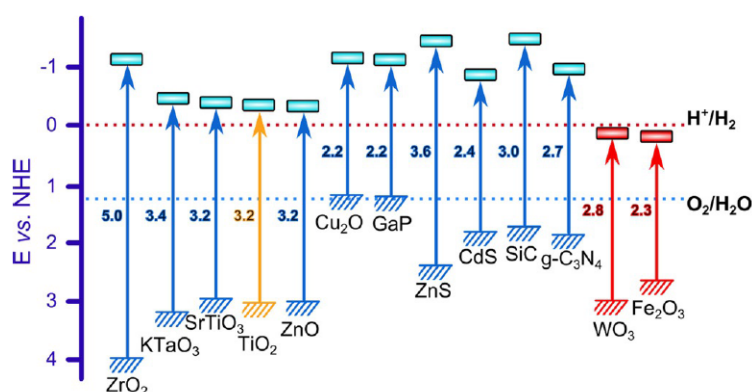 -1
0
1
2
3
4
E vs. NHE
H⁺/H₂
O₂/H₂O
5.0
3.4
3.2
3.2
3.2
2.2
2.2
3.6
2.4
3.0
2.7
2.8
2.3
ZrO₂
KTaO₃
SrTiO₃
TiO₂
ZnO
Cu₂O
GaP
ZnS
CdS
SiC
g-C₃N₄
WO₃
Fe₂O₃